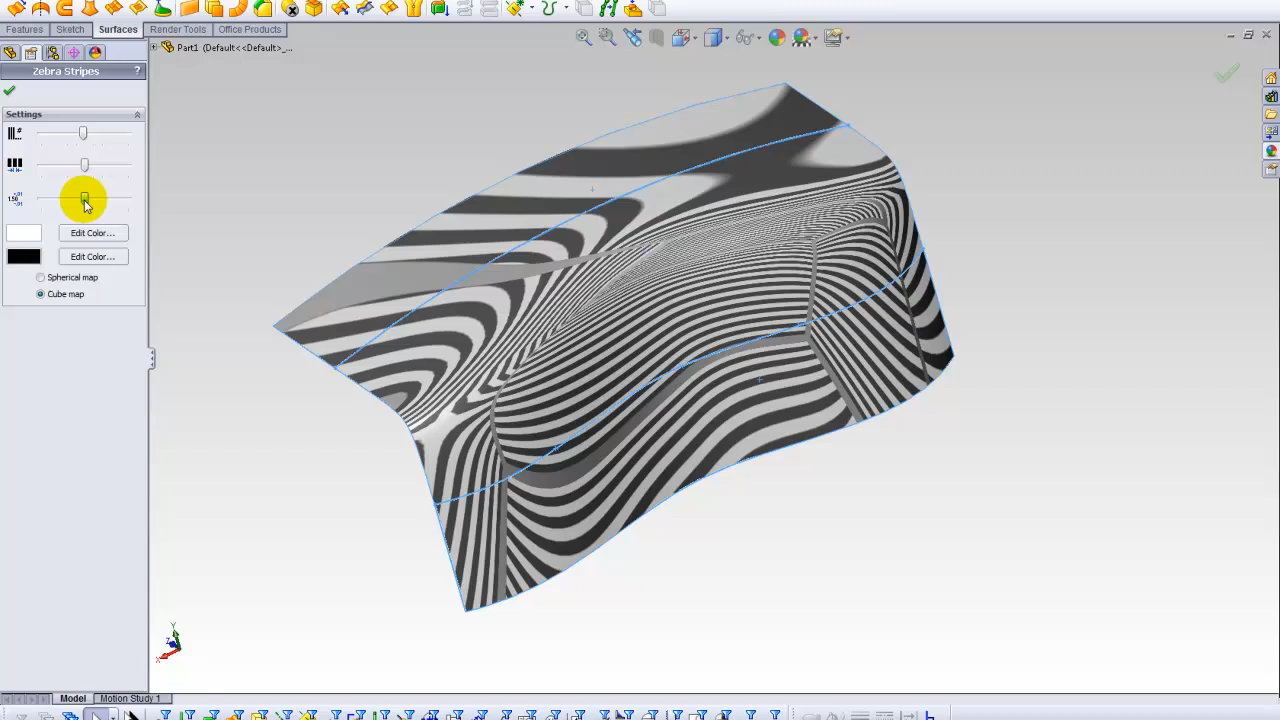 Features Sketch Surfaces Render Tools Office Products
Part1 (Default<<Default>_...
Zebra Stripes ?
Settings
Edit Color...
Edit Color...
Spherical map
Cube map
Y
Z
X
Model Motion Study 1